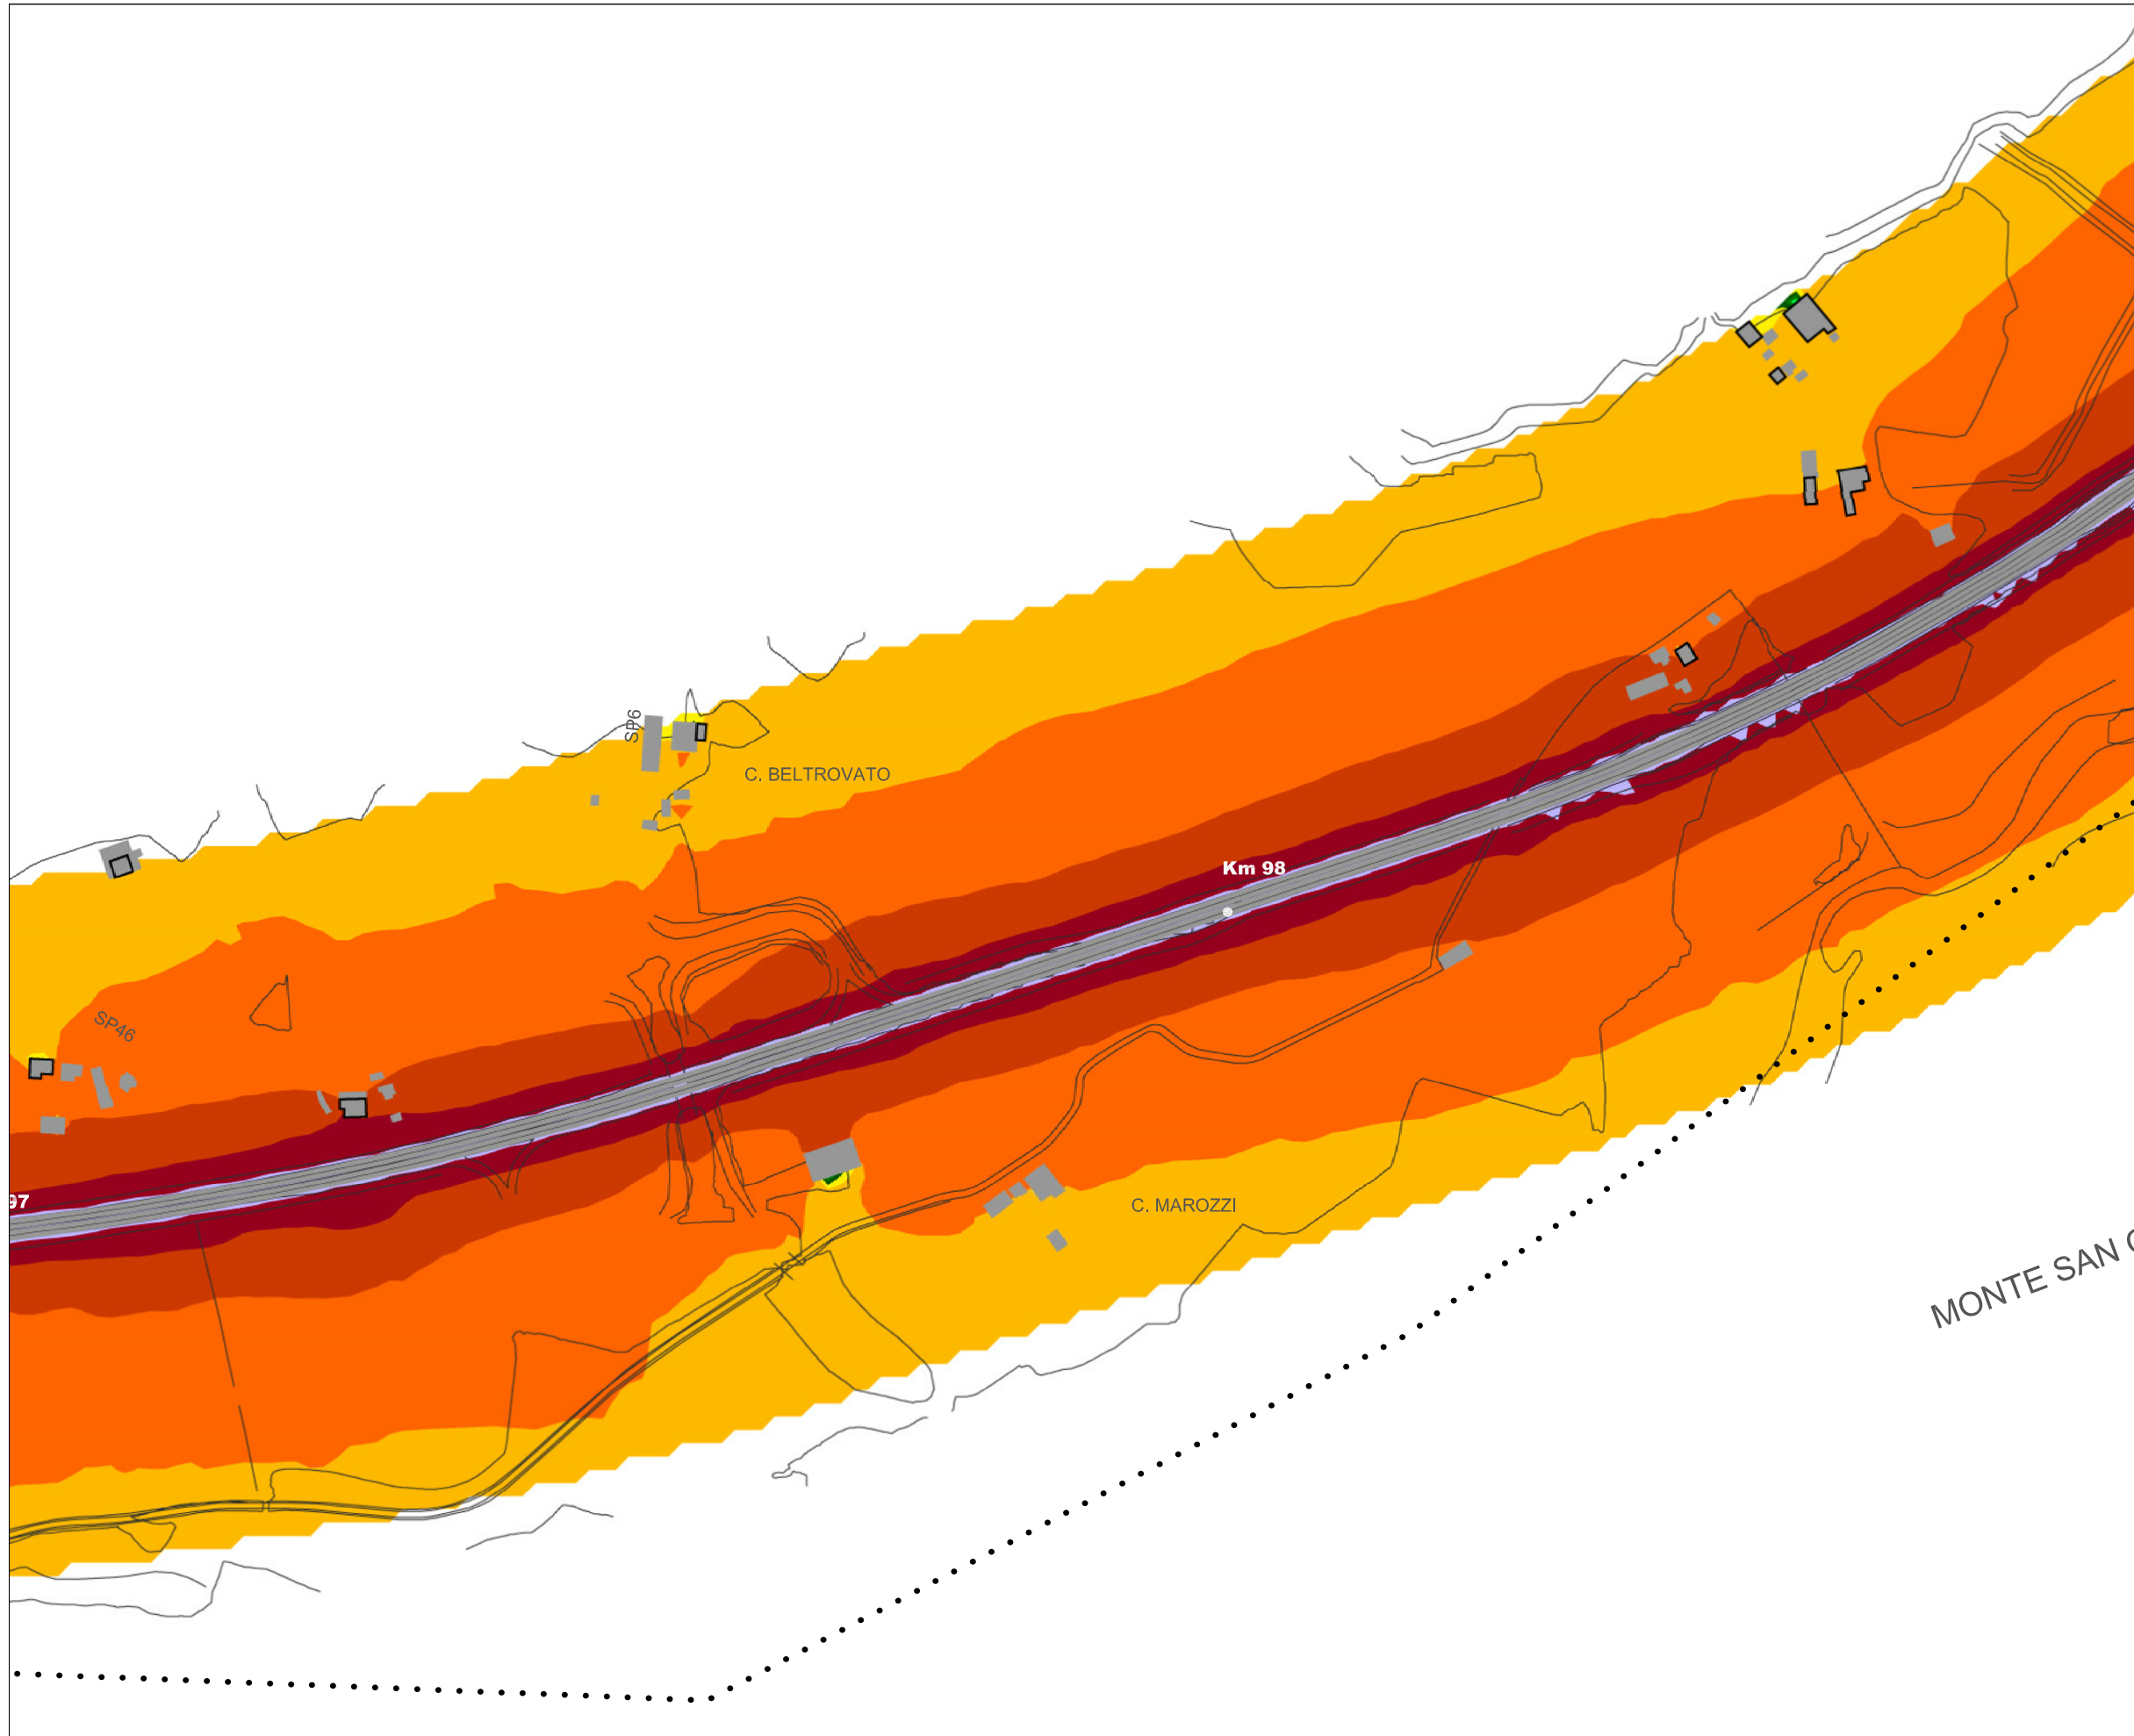 SP6
C. BELTROVATO
Km 98
SP46
97
C. MAROZZI
MONTE SAN